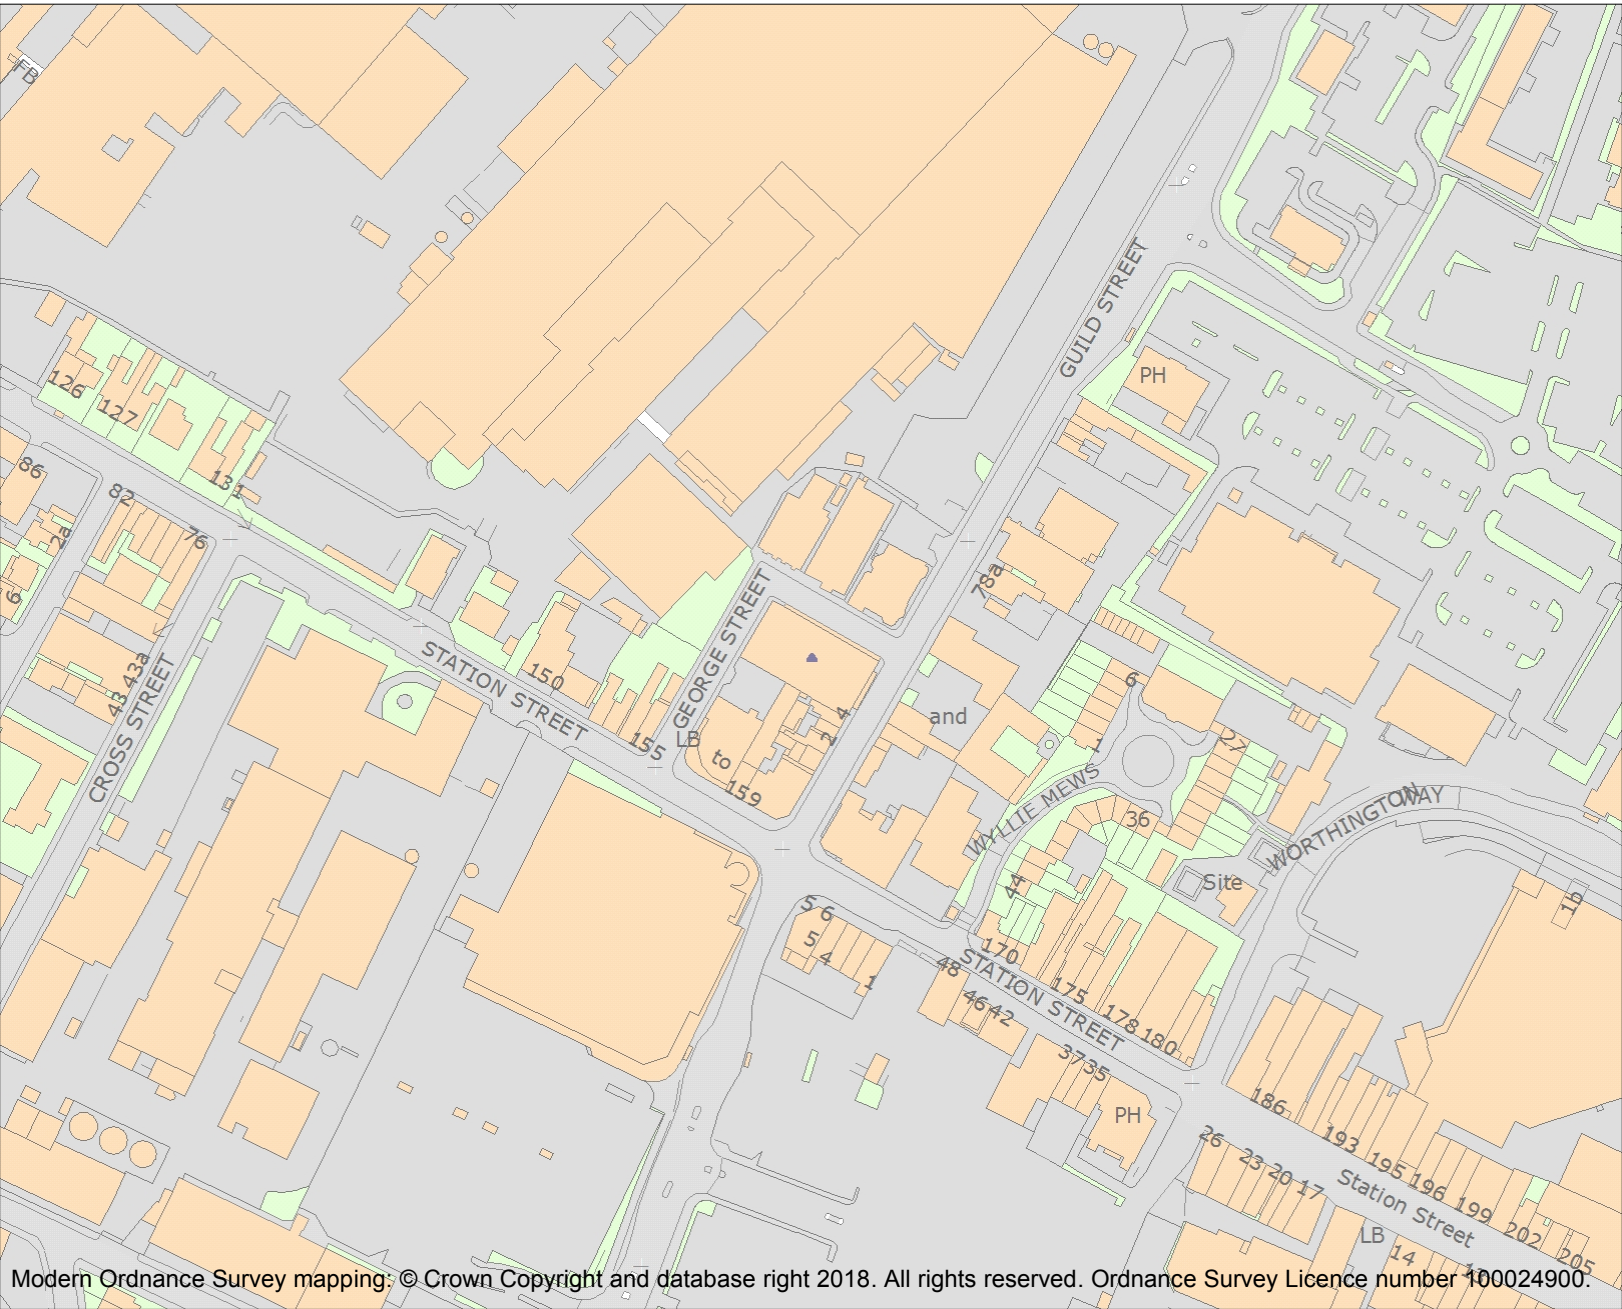 FB
GUILD STREET
PH
126
127
131
86
82
76
2a
6
78a
STATION STREET
150
GEORGE STREET
155
LB
to
159
2
4
and
6
1
27
43
43a
CROSS STREET
WYLLIE MEWS
36
WORTHINGTON
WAY
44
Site
1b
5
6
5
4
1
170
STATION STREET
48
46
42
175
178
180
37
35
PH
186
193
195
196
199
202
205
26
23
20
17
Station Street
LB
14
Modern Ordnance Survey mapping: © Crown Copyright and database right 2018. All rights reserved. Ordnance Survey Licence number 100024900.